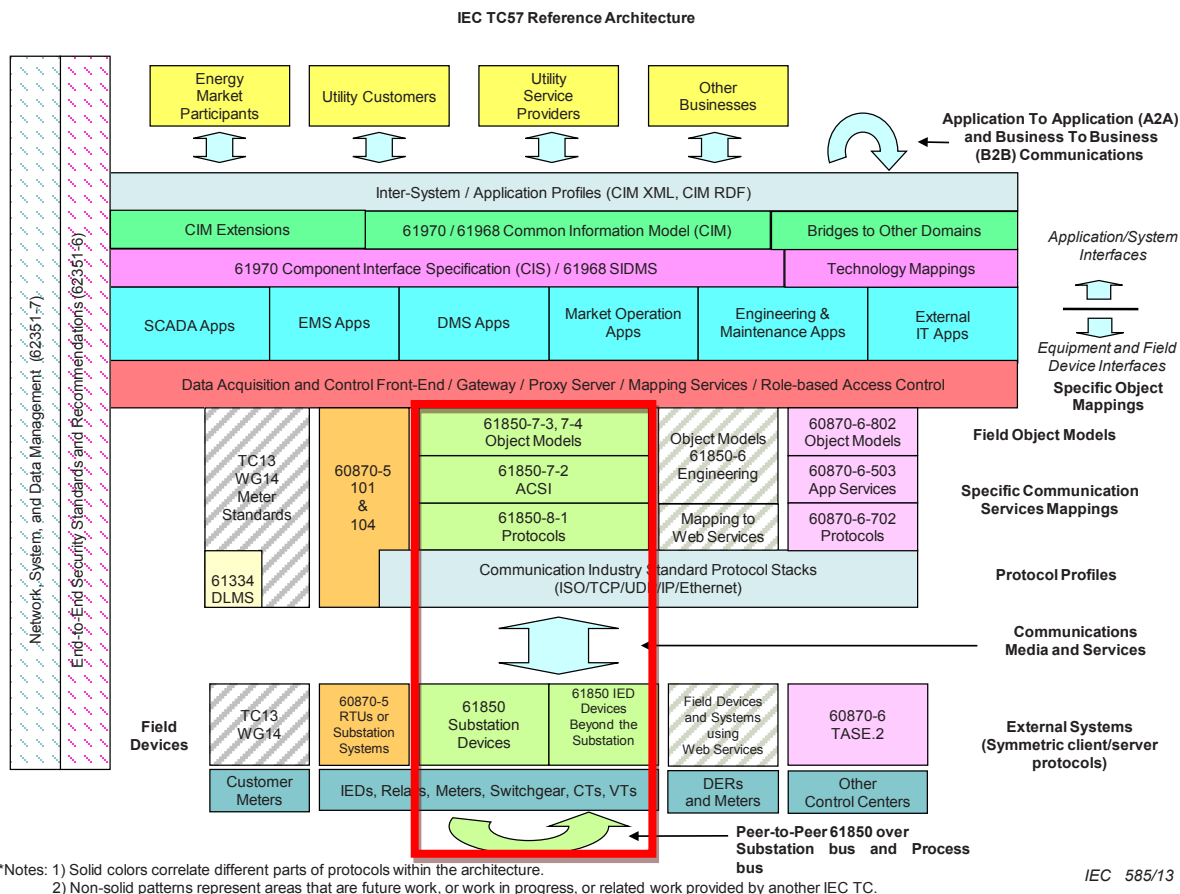 IEC TC57 Reference Architecture
Energy
Market
Participants
Utility Customers
Utility
Service
Providers
Other
Businesses
Application To Application (A2A)
and Business To Business
(B2B) Communications
Inter-System / Application Profiles (CIM XML, CIM RDF)
CIM Extensions
61970 / 61968 Common Information Model (CIM)
Bridges to Other Domains
61970 Component Interface Specification (CIS) / 61968 SIDMS
Technology Mappings
Application/System
Interfaces
SCADA Apps
EMS Apps
DMS Apps
Market Operation
Apps
Engineering &
Maintenance Apps
External
IT Apps
Equipment and Field
Device Interfaces
Data Acquisition and Control Front-End / Gateway / Proxy Server / Mapping Services / Role-based Access Control
Specific Object
Mappings
Network, System, and Data Management (62351-7)
End-to-End Security Standards and Recommendations (62351-6)
TC13
WG14
Meter
Standards
61334
DLMS
60870-5
101
&
104
61850-7-3, 7-4
Object Models
61850-7-2
ACSI
61850-8-1
Protocols
Object Models
61850-6
Engineering
Mapping to
Web Services
60870-6-802
Object Models
60870-6-503
App Services
60870-6-702
Protocols
Field Object Models
Specific Communication
Services Mappings
Communication Industry Standard Protocol Stacks
(ISO/TCP/UDP/IP/Ethernet)
Protocol Profiles
Communications
Media and Services
Field
Devices
TC13
WG14
60870-5
RTUs or
Substation
Systems
61850
Substation
Devices
61850 IED
Devices
Beyond the
Substation
Field Devices
and Systems
using
Web Services
60870-6
TASE.2
External Systems
(Symmetric client/server
protocols)
Customer
Meters
IEDs, Relays, Meters, Switchgear, CTs, VTs
DERs
and Meters
Other
Control Centers
Peer-to-Peer 61850 over
Substation bus and Process
bus
*Notes: 1) Solid colors correlate different parts of protocols within the architecture.
2) Non-solid patterns represent areas that are future work, or work in progress, or related work provided by another IEC TC.
IEC 585/13